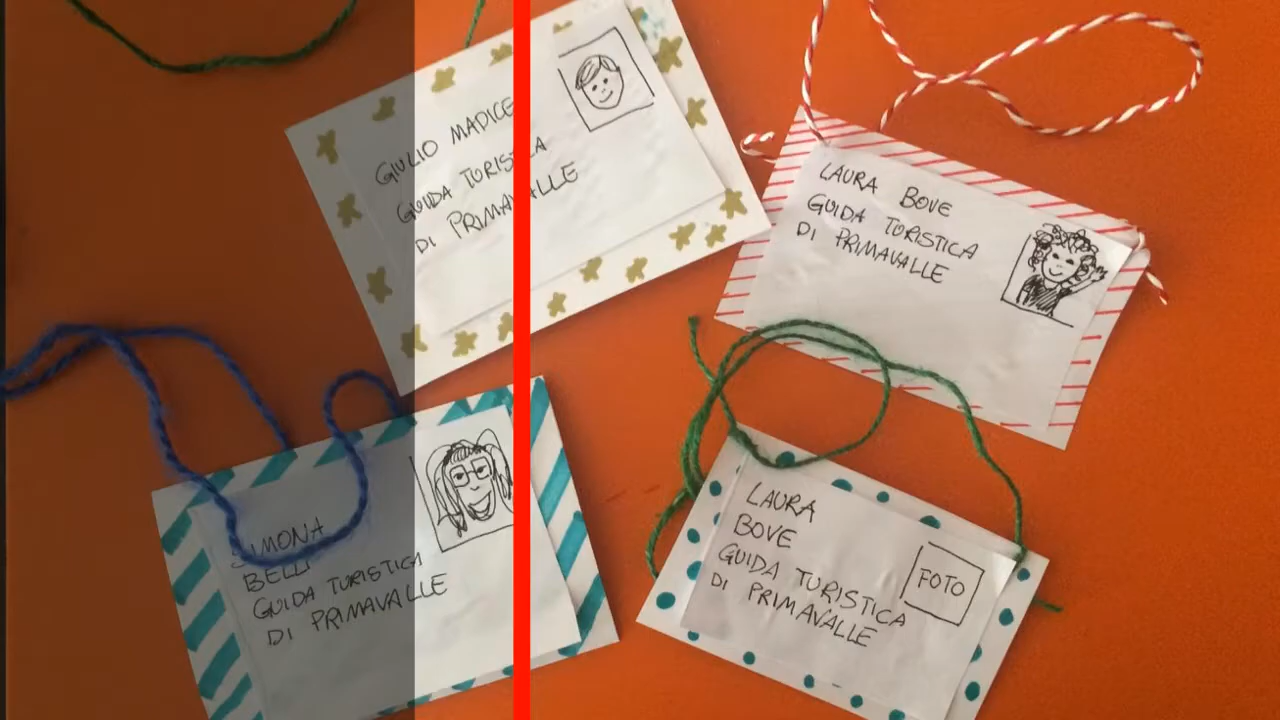 GIULIO MADICE
GUIDA TURISTICA
DI PRIMAVALLE
LAURA BOVE
GUIDA TURISTICA
DI PRIMAVALLE
SIMONA
BELLI
GUIDA TURISTICA
DI PRIMAVALLE
LAURA
BOVE
GUIDA TURISTICA
DI PRIMAVALLE
FOTO